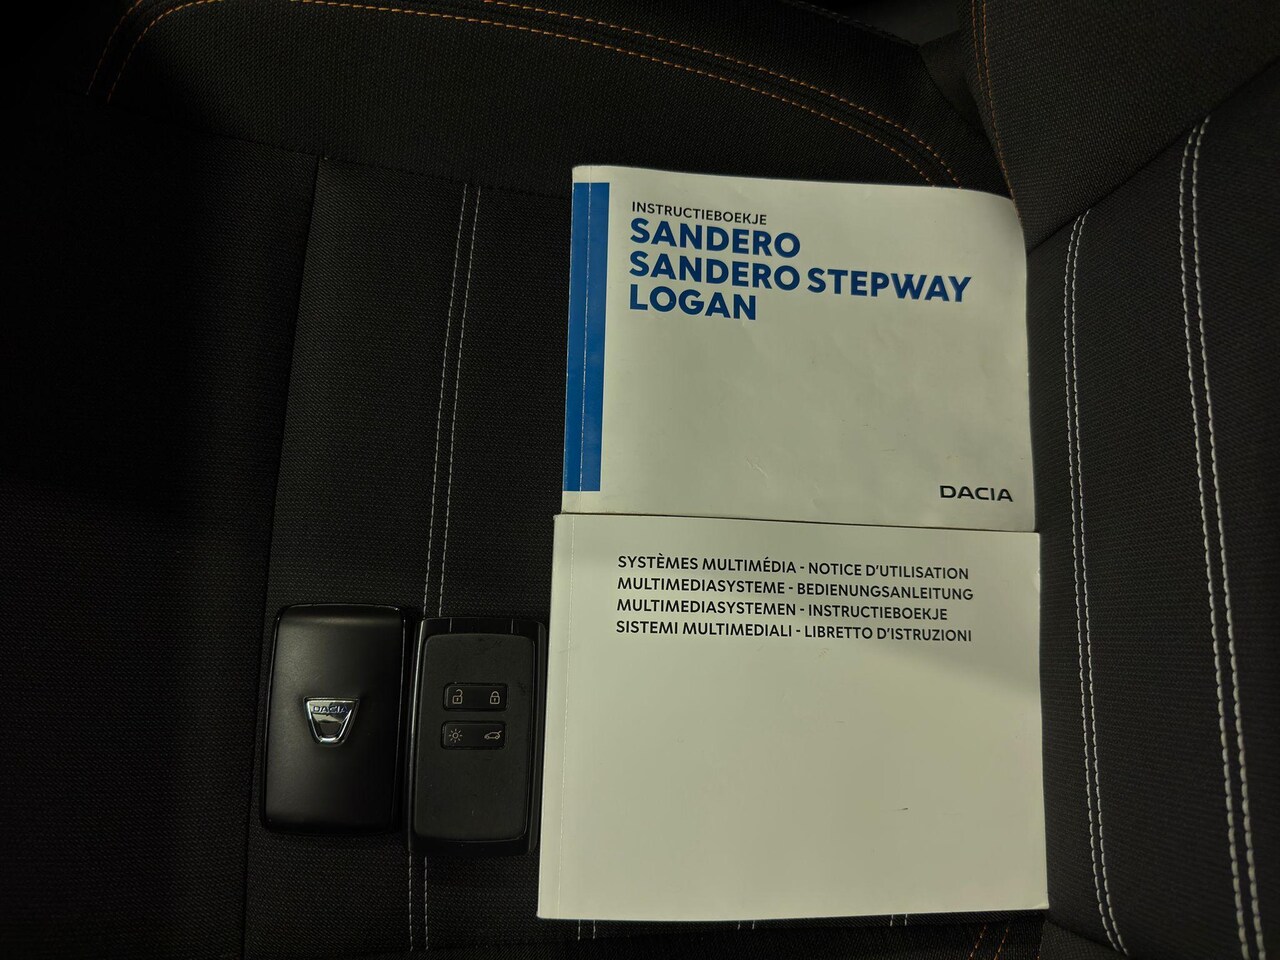 INSTRUCTIEBOEKJE
SANDERO
SANDERO STEPWAY
LOGAN
DACIA
SYSTÈMES MULTIMÉDIA - NOTICE D'UTILISATION
MULTIMEDIASYSTEME - BEDIENUNGSANLEITUNG
MULTIMEDIASYSTEMEN - INSTRUCTIEBOEKJE
SISTEMI MULTIMEDIALI - LIBRETTO D'ISTRUZIONI
DACIA